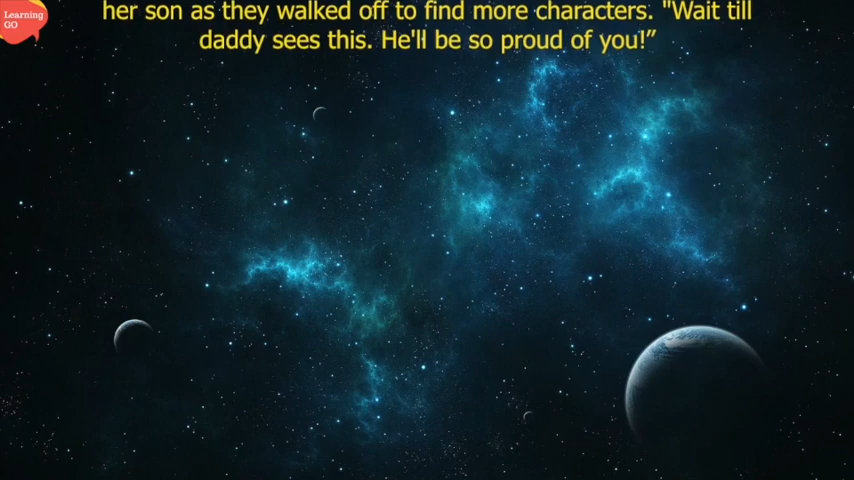 Learning
GO
her son as they walked off to find more characters. "Wait till
daddy sees this. He'll be so proud of you!”